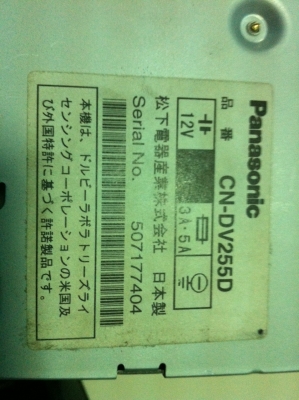 Panasonic
品番 CN-DV255D
12V 3A・5A
松下電器産業株式会社 日本製
Serial No. 507177404
本機は、ドルビーラボラトリーズライ
センシングコーポレーションの米国及
び外国特許に基づく許諾製品です。